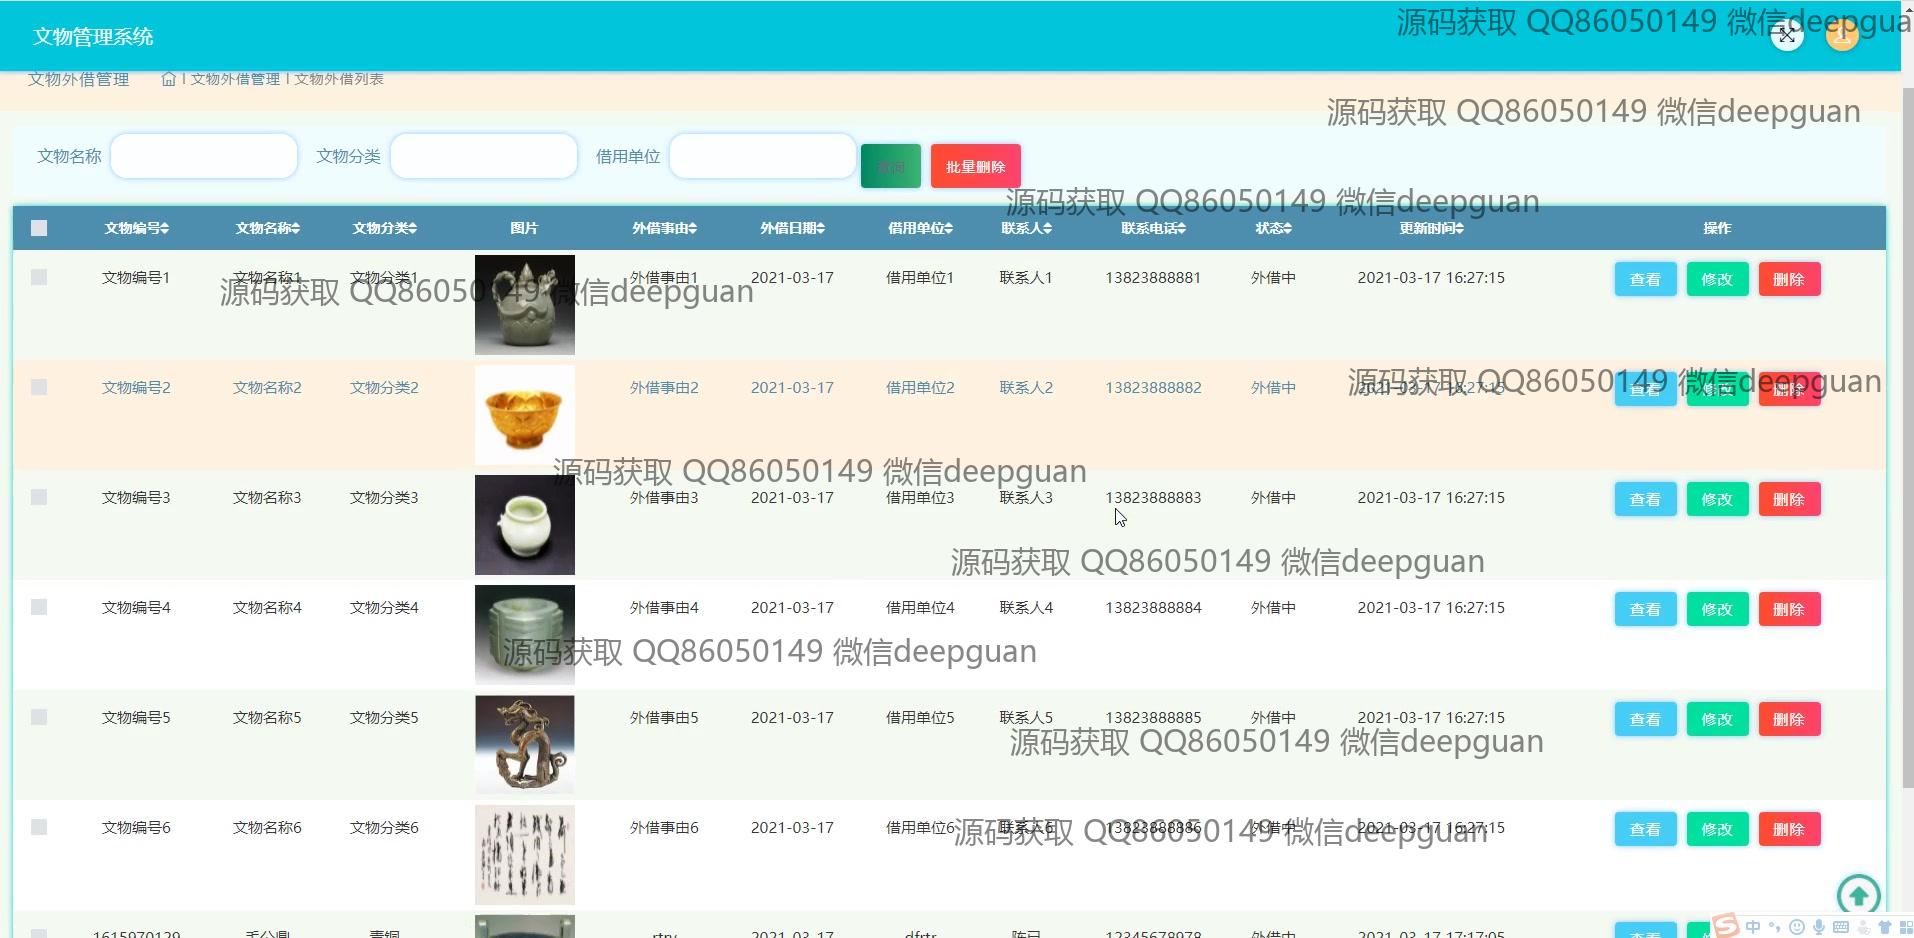 文物管理系统
源码获取 QQ86050149 微信deepgua
文物外借管理 文物外借管理 文物外借列表
源码获取 QQ86050149 微信deepguan
文物名称 文物分类 借用单位 查询 批量删除
源码获取 QQ86050149 微信deepguan
文物编号 文物名称 文物分类 图片 外借事由 外借日期 借用单位 联系人 联系电话 状态 更新时间 操作
文物编号1 文物名称1 文物分类1 外借事由1 2021-03-17 借用单位1 联系人1 13823888881 外借中 2021-03-17 16:27:15 查看 修改 删除
源码获取 QQ86050149 微信deepguan
文物编号2 文物名称2 文物分类2 外借事由2 2021-03-17 借用单位2 联系人2 13823888882 外借中 2021-03-17 16:27:15 查看 修改 删除
源码获取 QQ86050149 微信deepguan
源码获取 QQ86050149 微信deepguan
文物编号3 文物名称3 文物分类3 外借事由3 2021-03-17 借用单位3 联系人3 13823888883 外借中 2021-03-17 16:27:15 查看 修改 删除
源码获取 QQ86050149 微信deepguan
文物编号4 文物名称4 文物分类4 外借事由4 2021-03-17 借用单位4 联系人4 13823888884 外借中 2021-03-17 16:27:15 查看 修改 删除
源码获取 QQ86050149 微信deepguan
文物编号5 文物名称5 文物分类5 外借事由5 2021-03-17 借用单位5 联系人5 13823888885 外借中 2021-03-17 16:27:15 查看 修改 删除
源码获取 QQ86050149 微信deepguan
文物编号6 文物名称6 文物分类6 外借事由6 2021-03-17 借用单位6 联系人6 13823888886 外借中 2021-03-17 16:27:15 查看 修改 删除
源码获取 QQ86050149 微信deepguan
1615970129 毛公鼎 青铜 rtry 2021-03-17 dfrtr 陈已 12345678978 外借中 2021-03-17 17:17:05 查看
中